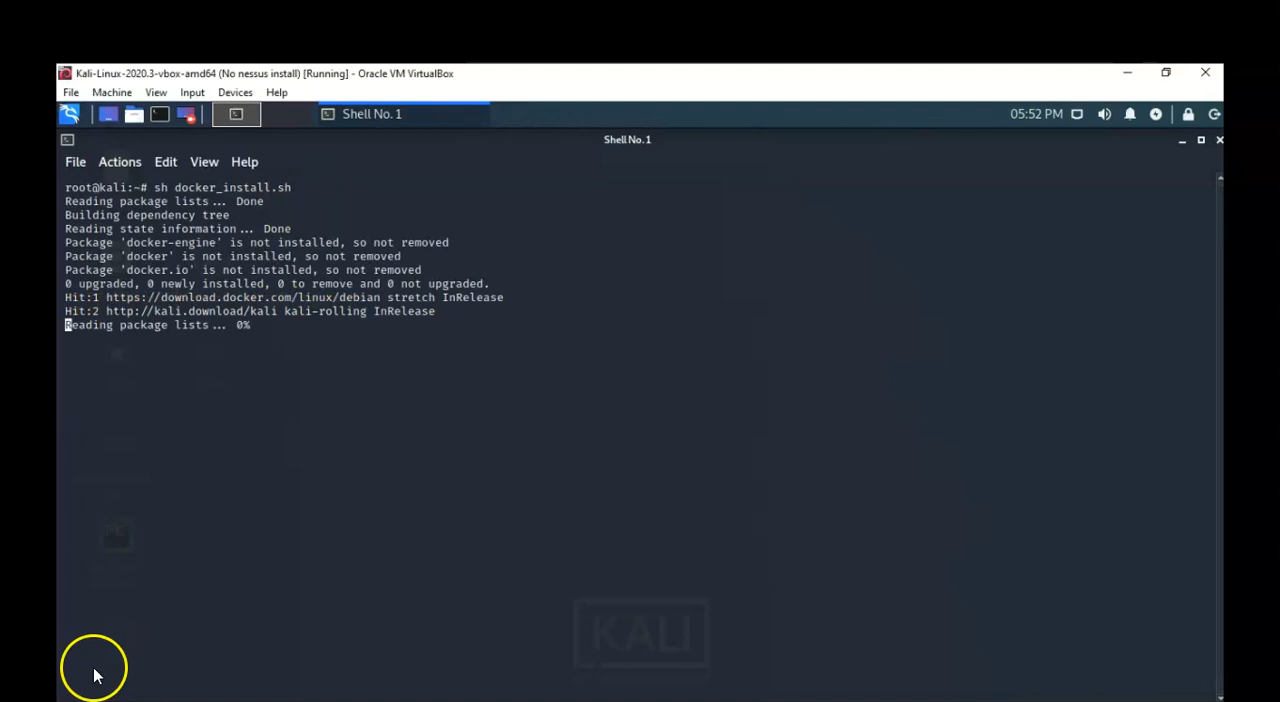 Kali-Linux-2020.3-vbox-amd64 (No nessus install) [Running] - Oracle VM VirtualBox
File Machine View Input Devices Help
Shell No.1 05:52 PM
Shell No.1
File Actions Edit View Help
root@kali:~# sh docker_install.sh
Reading package lists... Done
Building dependency tree
Reading state information... Done
Package 'docker-engine' is not installed, so not removed
Package 'docker' is not installed, so not removed
Package 'docker.io' is not installed, so not removed
0 upgraded, 0 newly installed, 0 to remove and 0 not upgraded.
Hit:1 https://download.docker.com/linux/debian stretch InRelease
Hit:2 http://kali.download/kali kali-rolling InRelease
Reading package lists... 0%
KALI